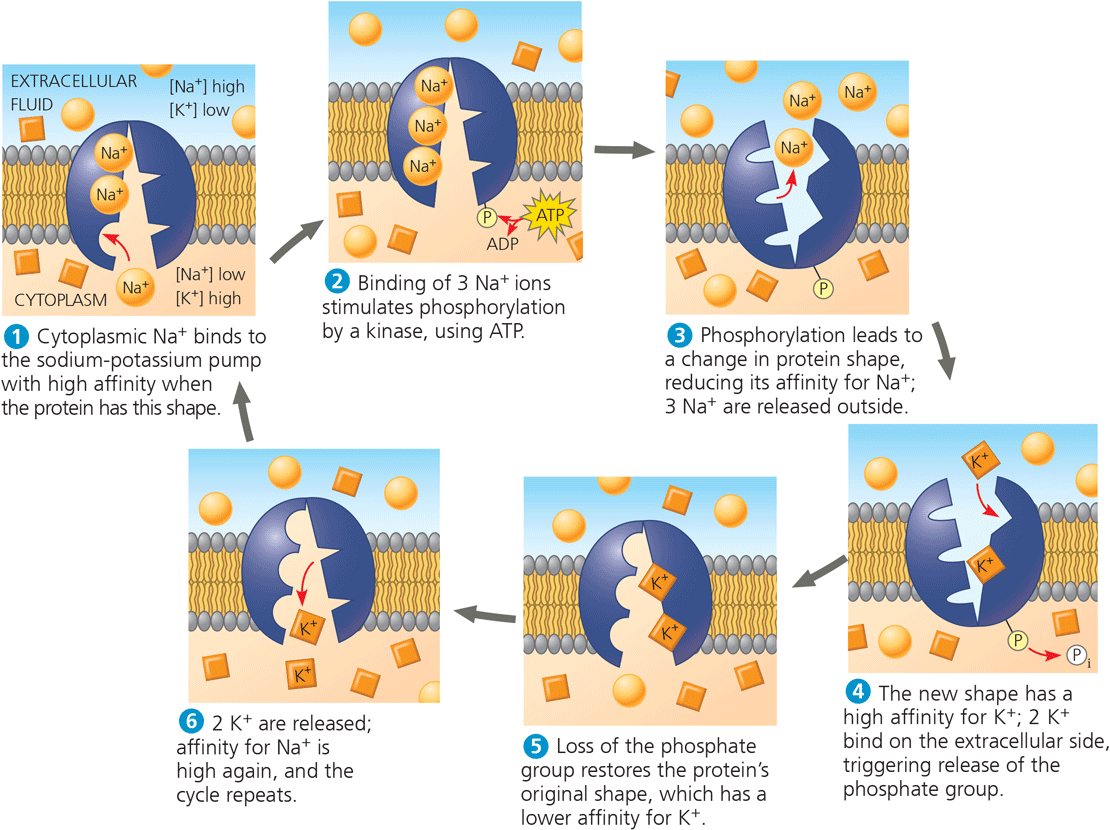 EXTRACELLULAR
FLUID
[Na⁺] high
[K⁺] low
Na⁺
Na⁺
Na⁺
CYTOPLASM
[Na⁺] low
[K⁺] high
1 Cytoplasmic Na⁺ binds to
the sodium-potassium pump
with high affinity when
the protein has this shape.
Na⁺
Na⁺
Na⁺
P
ATP
ADP
2 Binding of 3 Na⁺ ions
stimulates phosphorylation
by a kinase, using ATP.
Na⁺
Na⁺
Na⁺
P
3 Phosphorylation leads to
a change in protein shape,
reducing its affinity for Na⁺;
3 Na⁺ are released outside.
K⁺
K⁺
P
P i
4 The new shape has a
high affinity for K⁺; 2 K⁺
bind on the extracellular side,
triggering release of the
phosphate group.
K⁺
K⁺
5 Loss of the phosphate
group restores the protein’s
original shape, which has a
lower affinity for K⁺.
K⁺
K⁺
6 2 K⁺ are released;
affinity for Na⁺ is
high again, and the
cycle repeats.